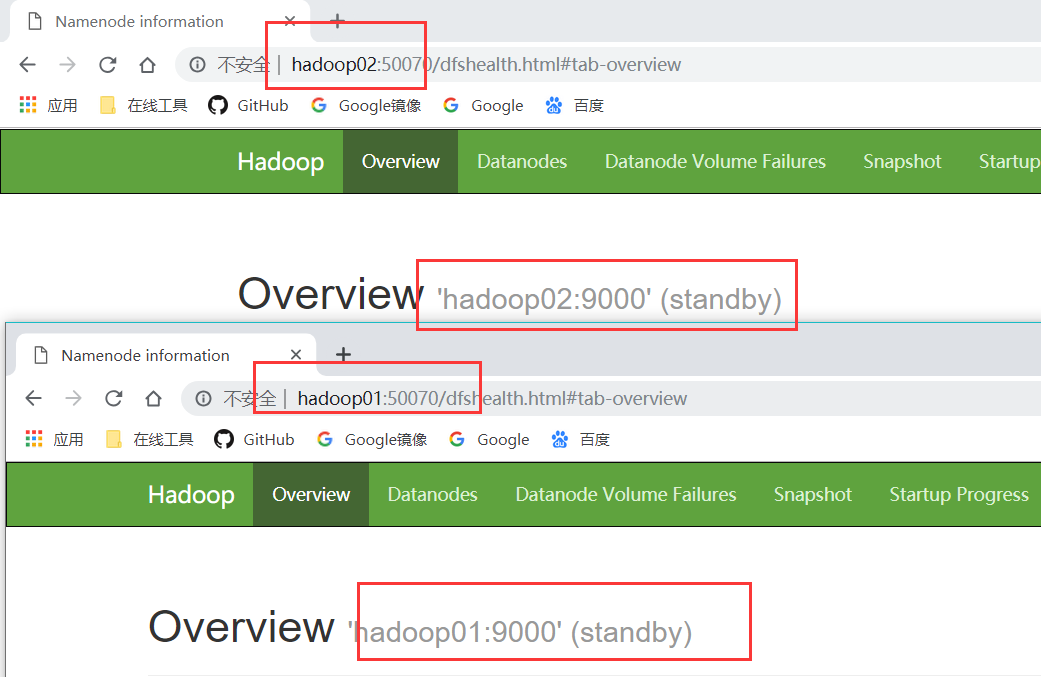 Namenode information
不安全 | hadoop02:50070/dfshealth.html#tab-overview
应用 在线工具 GitHub Google镜像 Google 百度
Hadoop Overview Datanodes Datanode Volume Failures Snapshot Startup
Overview 'hadoop02:9000' (standby)
Namenode information
不安全 | hadoop01:50070/dfshealth.html#tab-overview
应用 在线工具 GitHub Google镜像 Google 百度
Hadoop Overview Datanodes Datanode Volume Failures Snapshot Startup Progress
Overview 'hadoop01:9000' (standby)